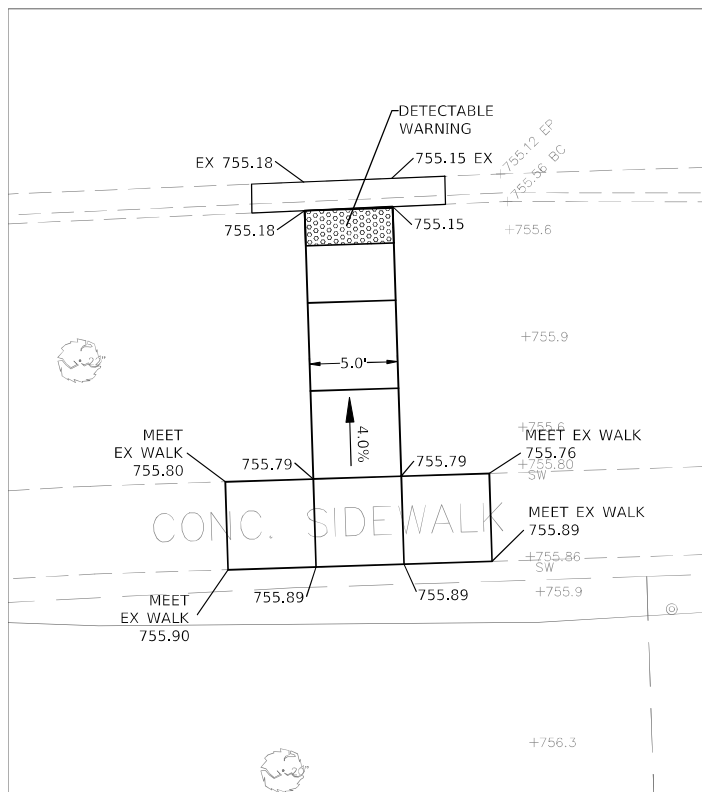 DETECTABLE
WARNING
EX 755.18
755.15 EX
×755.12 EP
×755.56 BC
755.18
755.15
+755.6
+755.9
5.0'
4.0%
MEET
EX WALK
755.80
755.79
755.79
+755.6
MEET EX WALK
755.76
+755.80
SW
CONC. SIDEWALK
MEET EX WALK
755.89
+755.86
SW
MEET
EX WALK
755.90
755.89
755.89
+755.9
+756.3
20"